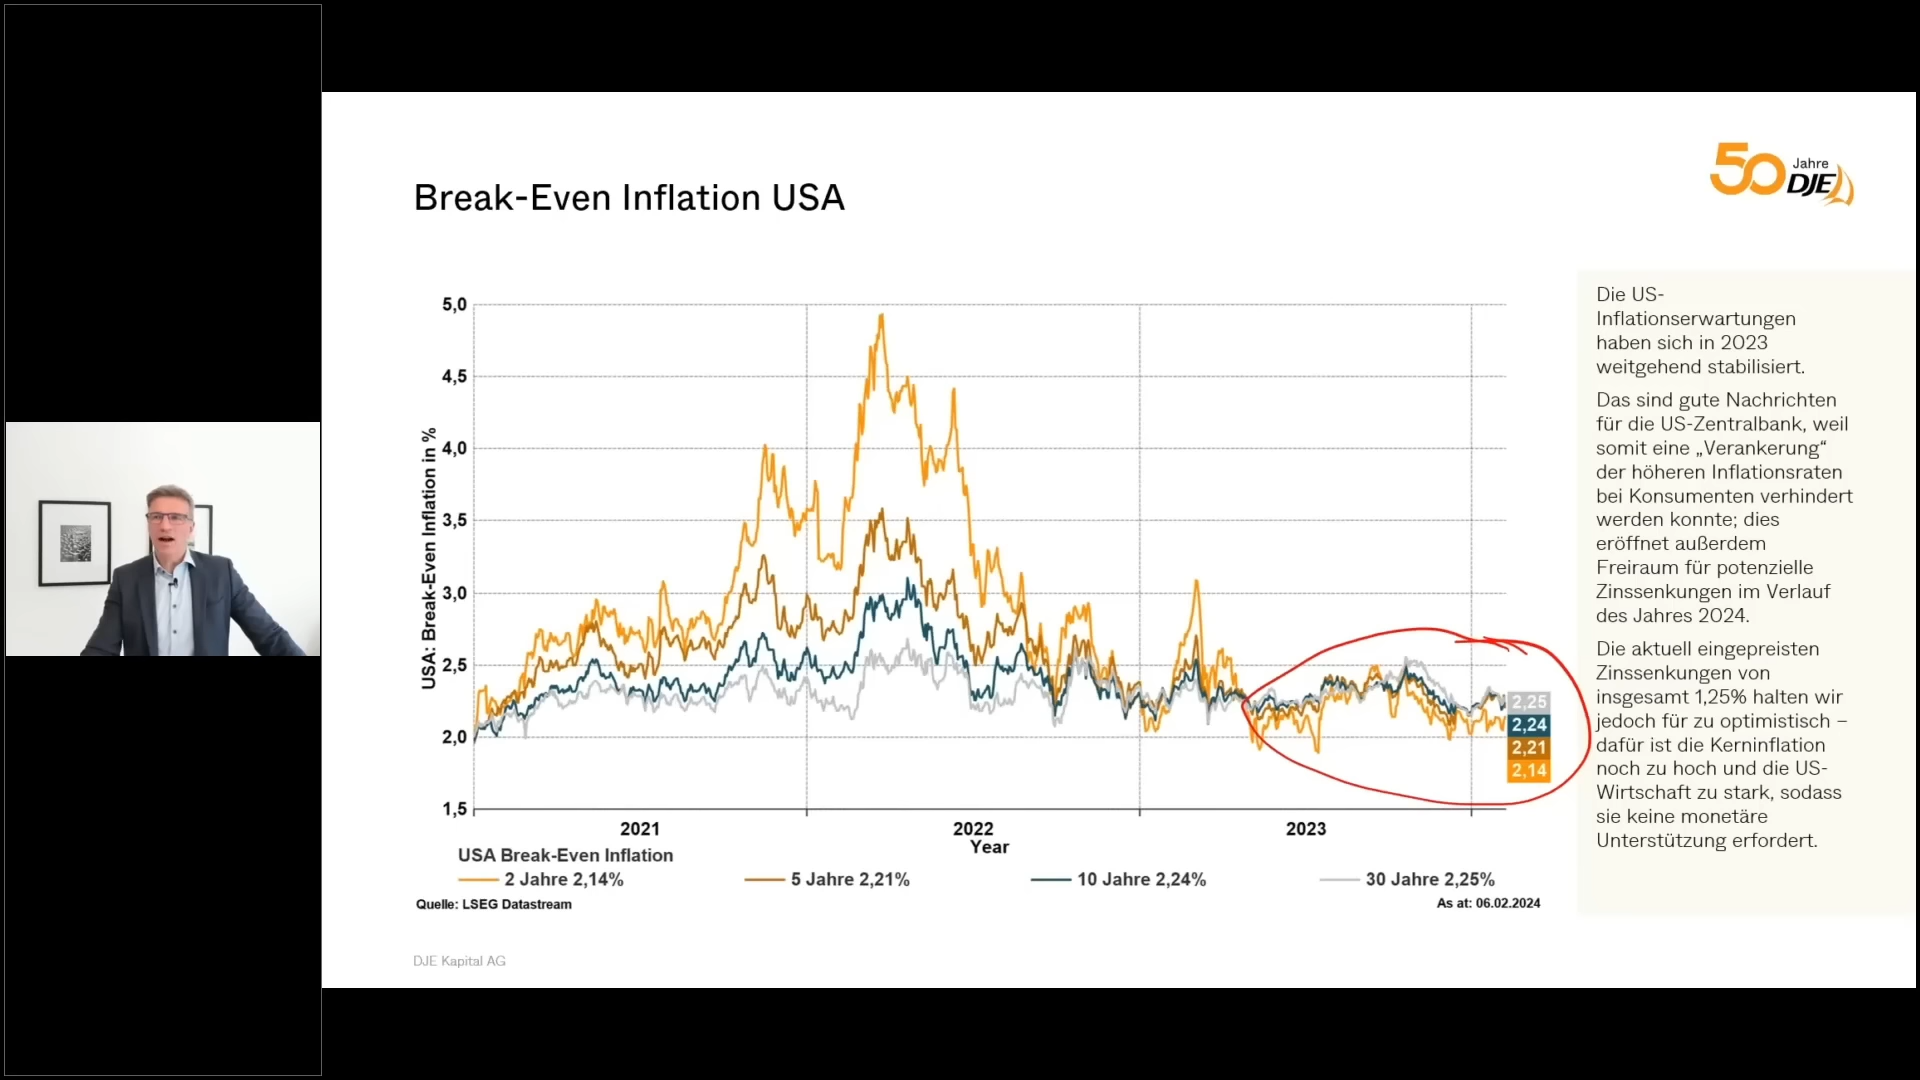 50 Jahre
DJE
Break-Even Inflation USA
5,0
4,5
4,0
3,5
3,0
2,5
2,0
1,5
USA: Break-Even Inflation in %
2,25
2,24
2,21
2,14
2021 2022 2023
Year
USA Break-Even Inflation
2 Jahre 2,14% 5 Jahre 2,21% 10 Jahre 2,24% 30 Jahre 2,25%
Quelle: LSEG Datastream As at: 06.02.2024
Die US-
Inflationserwartungen
haben sich in 2023
weitgehend stabilisiert.
Das sind gute Nachrichten
für die US-Zentralbank, weil
somit eine „Verankerung“
der höheren Inflationsraten
bei Konsumenten verhindert
werden konnte; dies
eröffnet außerdem
Freiraum für potenzielle
Zinssenkungen im Verlauf
des Jahres 2024.
Die aktuell eingepreisten
Zinssenkungen von
insgesamt 1,25% halten wir
jedoch für zu optimistisch –
dafür ist die Kerninflation
noch zu hoch und die US-
Wirtschaft zu stark, sodass
sie keine monetäre
Unterstützung erfordert.
DJE Kapital AG